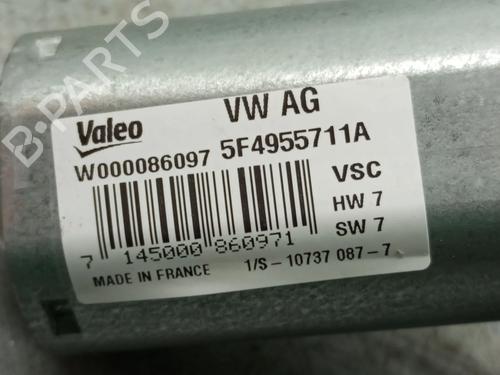 B-Parts
Valeo
VW AG
W000086097 5F4955711A
VSC
HW 7
SW 7
7 145000 860971
MADE IN FRANCE
1/S-10737 087-7